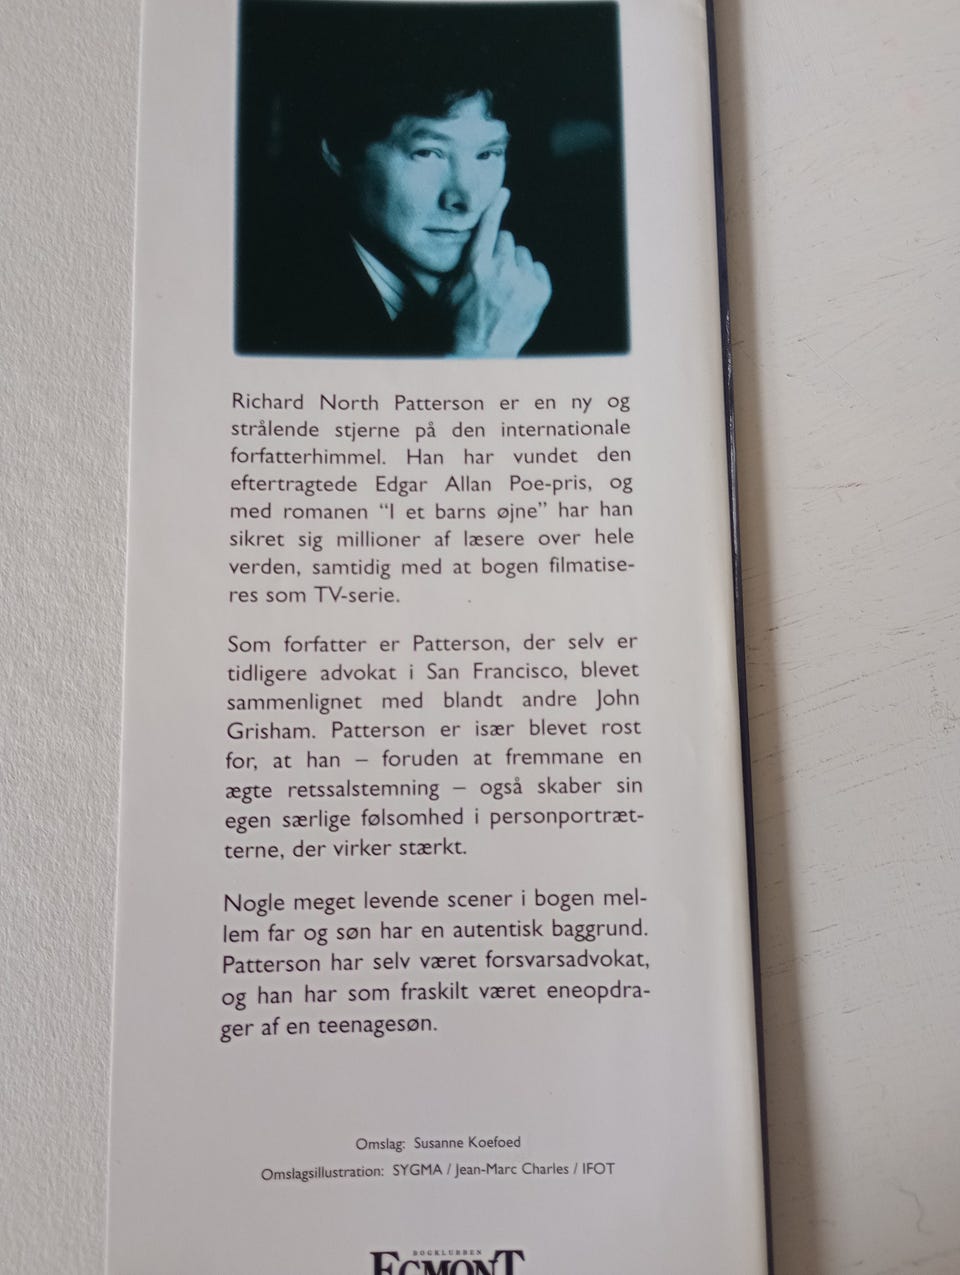 Richard North Patterson er en ny og
strålende stjerne på den internationale
forfatterhimmel. Han har vundet den
eftertragtede Edgar Allan Poe-pris, og
med romanen “I et barns øjne” har han
sikret sig millioner af læsere over hele
verden, samtidig med at bogen filmatise-
res som TV-serie.
Som forfatter er Patterson, der selv er
tidligere advokat i San Francisco, blevet
sammenlignet med blandt andre John
Grisham. Patterson er især blevet rost
for, at han – foruden at fremmane en
ægte retssalstemning – også skaber sin
egen særlige følsomhed i personportræt-
terne, der virker stærkt.
Nogle meget levende scener i bogen mel-
lem far og søn har en autentisk baggrund.
Patterson har selv været forsvarsadvokat,
og han har som fraskilt været eneopdra-
ger af en teenagesøn.
Omslag: Susanne Koefoed
Omslagsillustration: SYGMA / Jean-Marc Charles / IFOT
BOGKLUBBEN
EGMONT